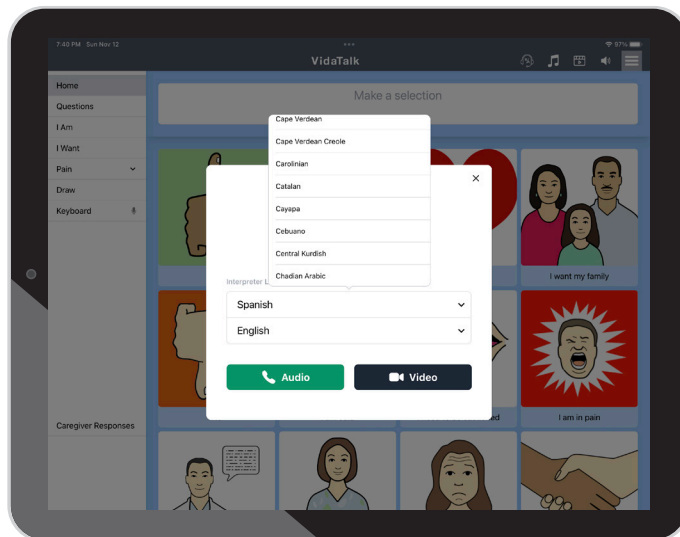 7:40 PM Sun Nov 12
97%
VidaTalk
Home
Questions
I Am
I Want
Pain
Draw
Keyboard
Caregiver Responses
Make a selection
Cape Verdean
Cape Verdean Creole
Carolinian
Catalan
Cayapa
Cebuano
Central Kurdish
Chadian Arabic
Interpreter
Spanish
English
Audio
Video
I want my family
I am in pain